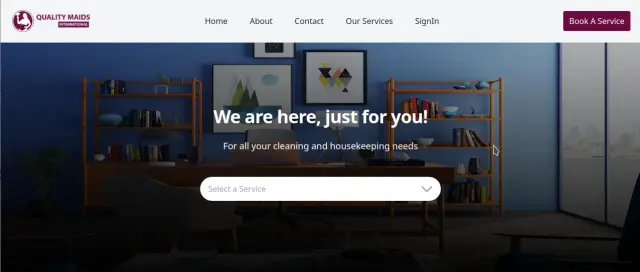 QUALITY MAIDS
INTERNATIONAL
Home About Contact Our Services SignIn
Book A Service
We are here, just for you!
For all your cleaning and housekeeping needs
Select a Service